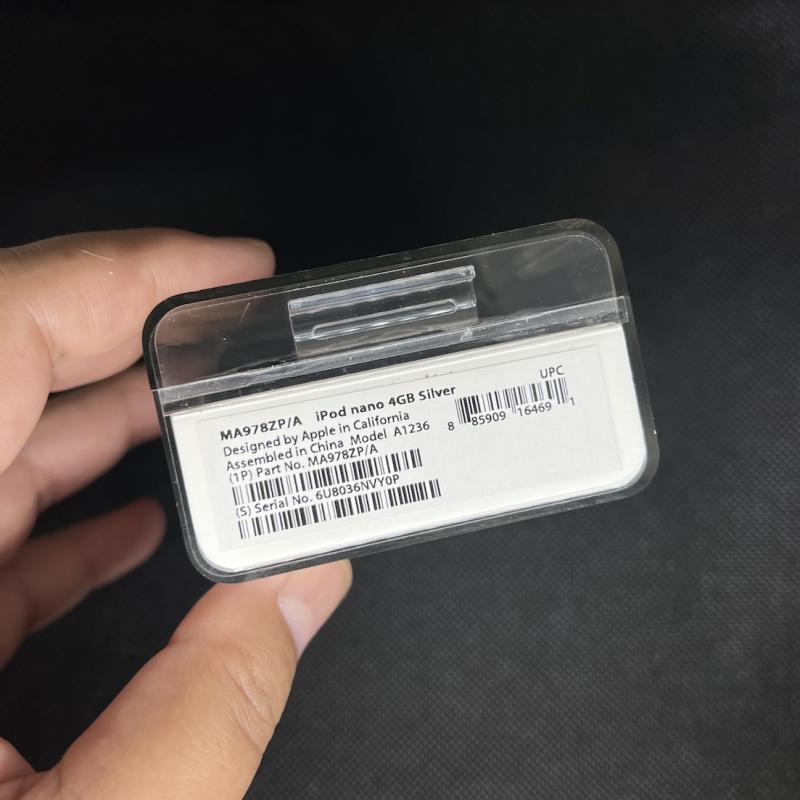 MA978ZP/A iPod nano 4GB Silver
Designed by Apple in California
Assembled in China Model A1236
(1P) Part No. MA978ZP/A
(S) Serial No. 6U8036NVY0P
UPC
8 85909 16469 1